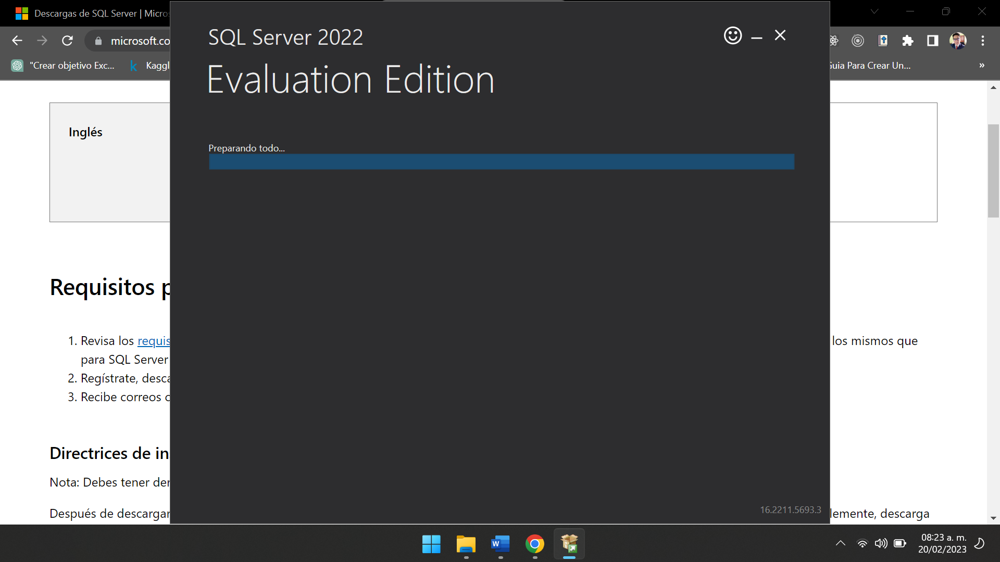 Descargas de SQL Server | Micro
microsoft.co
"Crear objetivo Exc...
Kaggl
Guia Para Crear Un...
»
SQL Server 2022
Evaluation Edition
Preparando todo...
16.2211.5693.3
Inglés
Requisitos p
1. Revisa los requis
los mismos que
para SQL Server
2. Regístrate, desca
3. Recibe correos c
Directrices de in
Nota: Debes tener der
Después de descargar
lemente, descarga
08:23 a. m.
20/02/2023